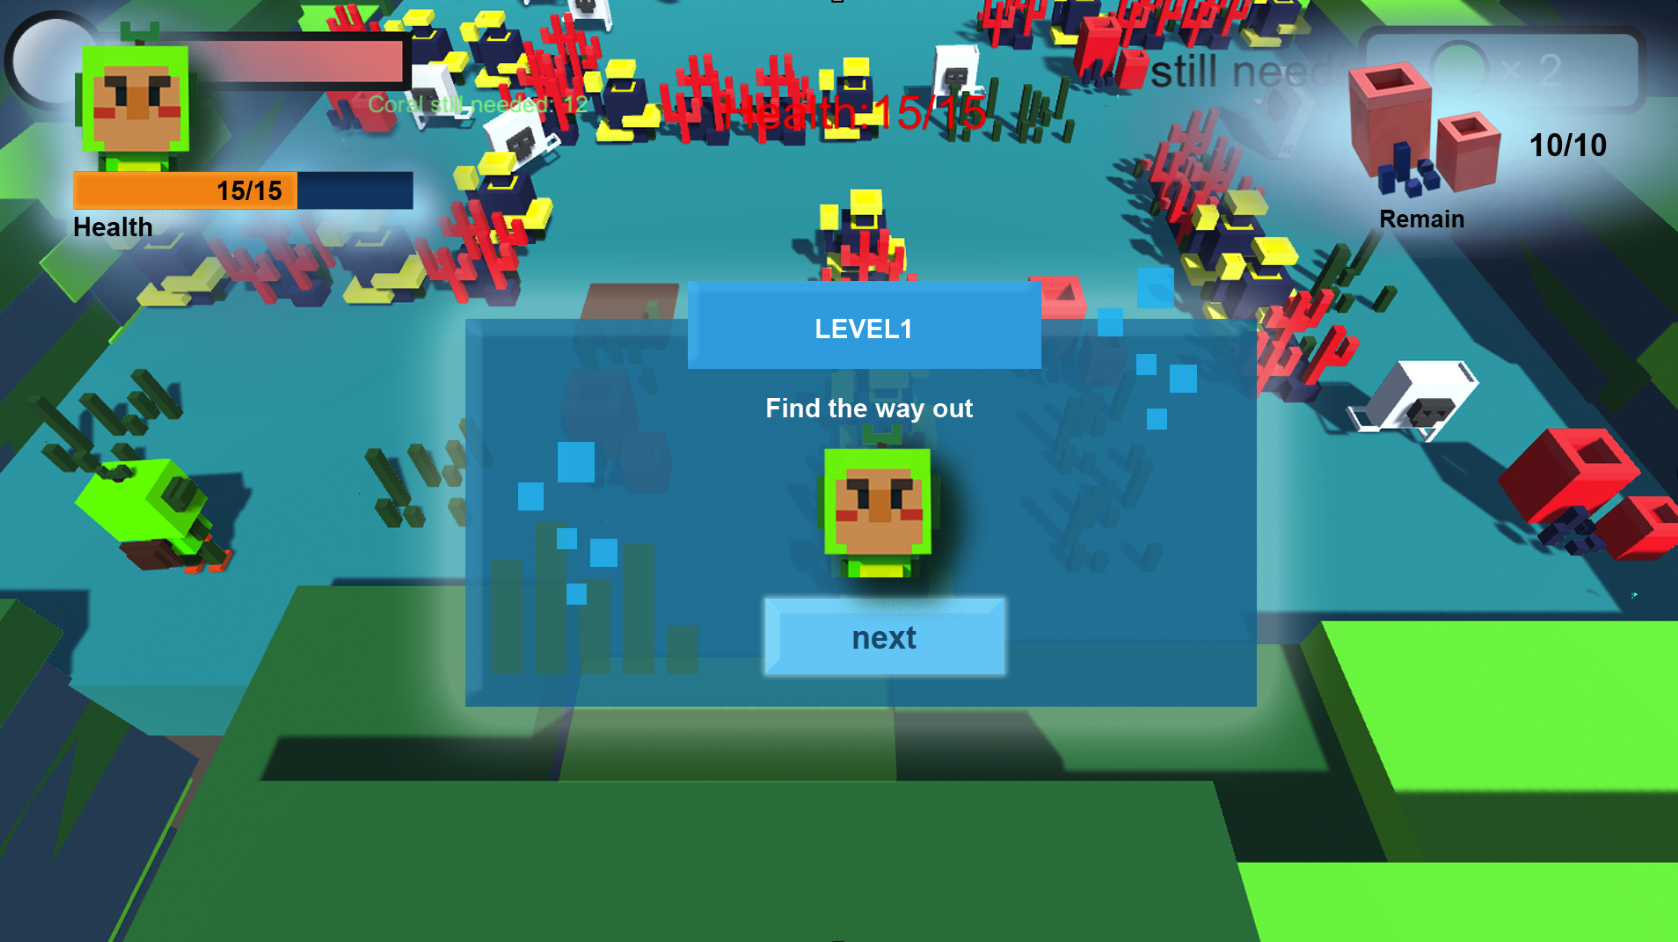 still need
× 2
Coral still needed: 12
Health:15/15
10/10
15/15
Remain
Health
LEVEL1
Find the way out
next